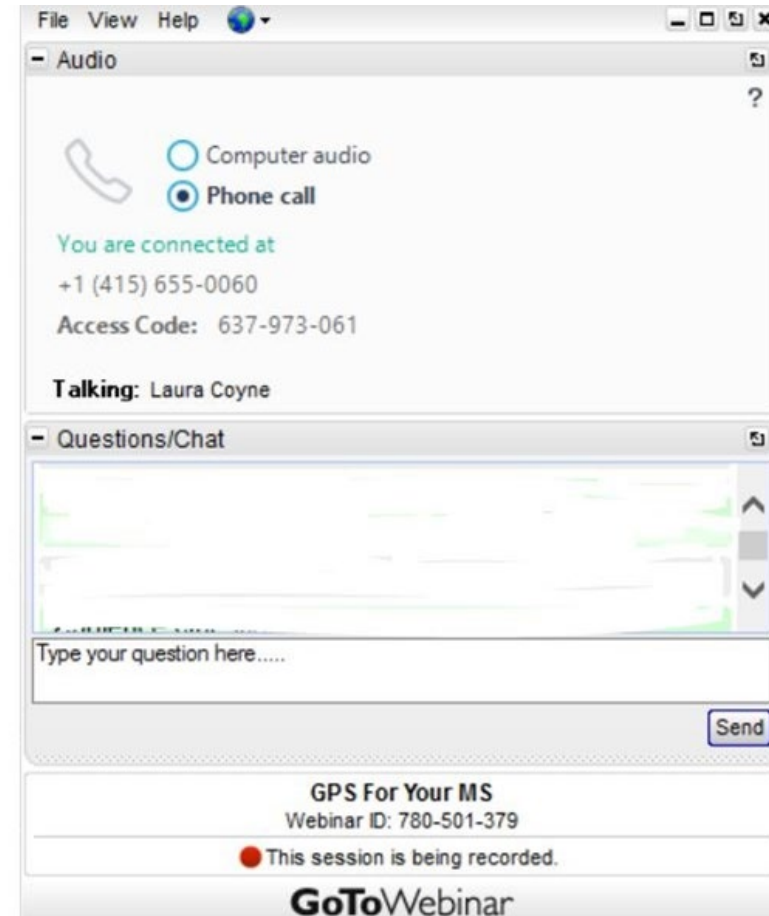 File View Help
Audio
?
Computer audio
Phone call
You are connected at
+1 (415) 655-0060
Access Code: 637-973-061
Talking: Laura Coyne
Questions/Chat
Type your question here.....
Send
GPS For Your MS
Webinar ID: 780-501-379
This session is being recorded.
GoToWebinar